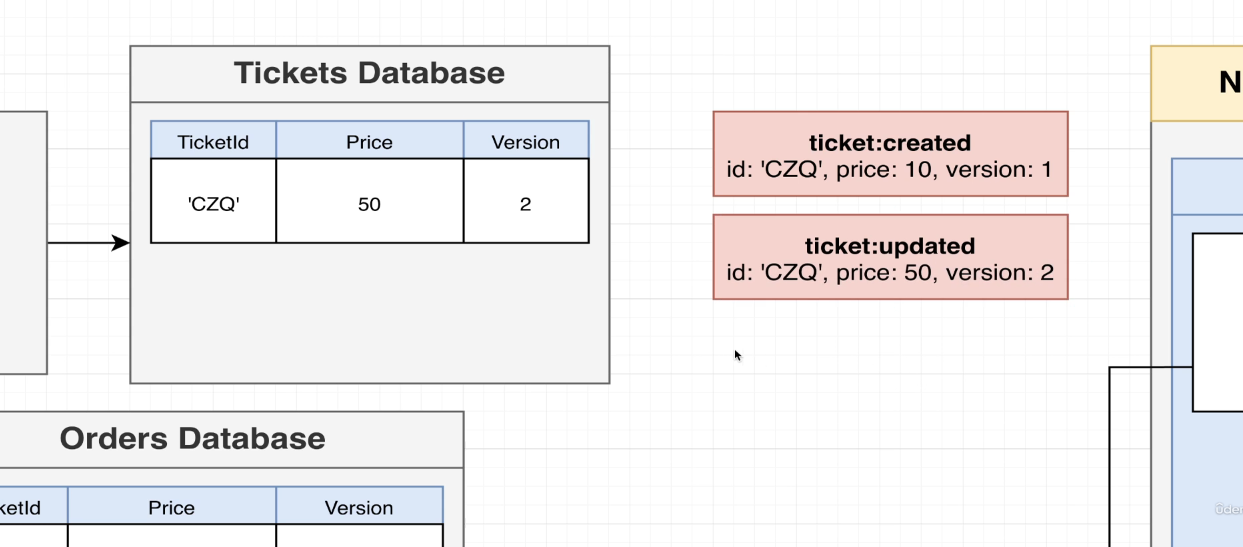 Tickets Database
TicketId Price Version
'CZQ' 50 2
ticket:created
id: 'CZQ', price: 10, version: 1
ticket:updated
id: 'CZQ', price: 50, version: 2
N
Orders Database
ketId Price Version